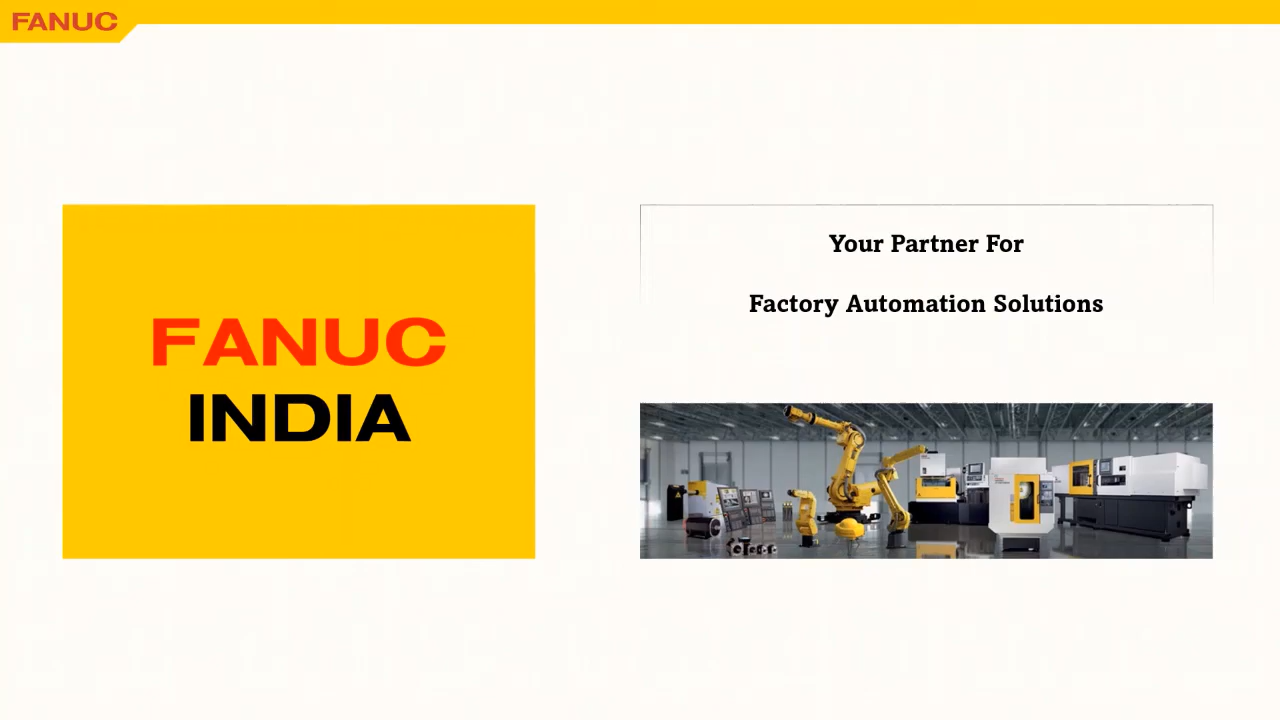 FANUC
FANUC
INDIA
Your Partner For
Factory Automation Solutions